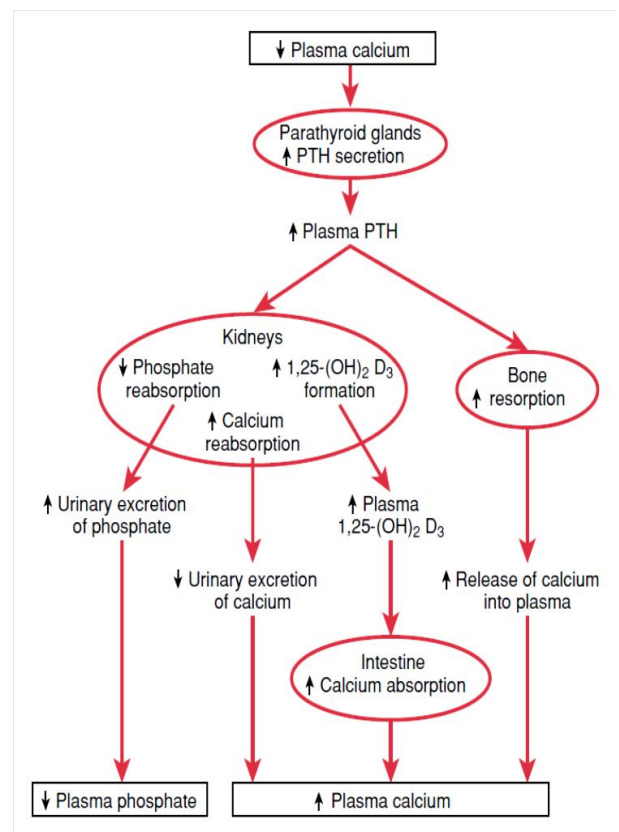 ↓ Plasma calcium
Parathyroid glands
↑ PTH secretion
↑ Plasma PTH
Kidneys
↓ Phosphate
reabsorption
↑ 1,25-(OH)₂ D₃
formation
↑ Calcium
reabsorption
Bone
↑ resorption
↑ Urinary excretion
of phosphate
↑ Plasma
1,25-(OH)₂ D₃
↓ Urinary excretion
of calcium
↑ Release of calcium
into plasma
Intestine
↑ Calcium absorption
↓ Plasma phosphate
↑ Plasma calcium